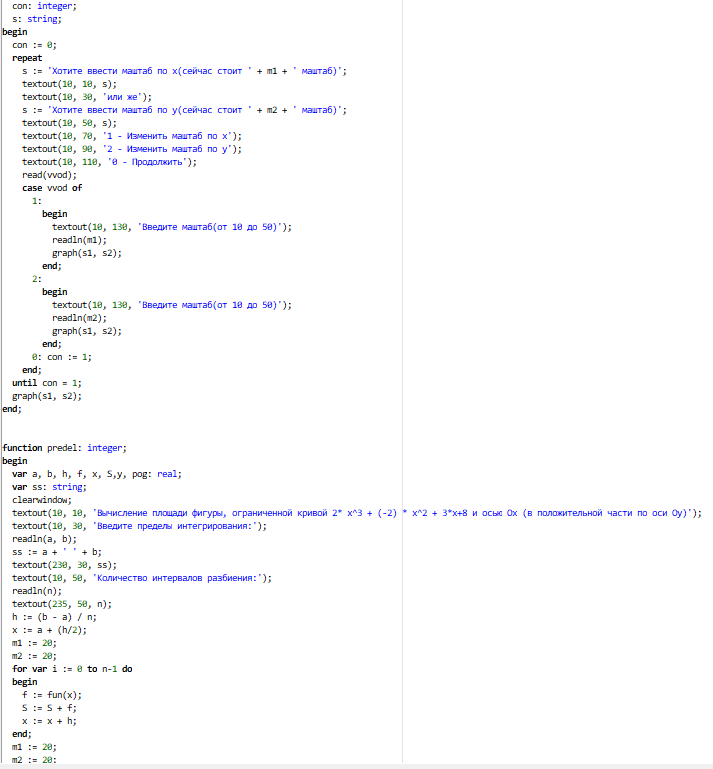 con: integer;
s: string;
begin
con := 0;
repeat
s := 'Хотите ввести маштаб по x(сейчас стоит ' + m1 + ' маштаб)';
textout(10, 10, s);
textout(10, 30, 'или же');
s := 'Хотите ввести маштаб по y(сейчас стоит ' + m2 + ' маштаб)';
textout(10, 50, s);
textout(10, 70, '1 - Изменить маштаб по x');
textout(10, 90, '2 - Изменить маштаб по y');
textout(10, 110, '0 - Продолжить');
read(vvod);
case vvod of
1:
begin
textout(10, 130, 'Введите маштаб(от 10 до 50)');
readln(m1);
graph(s1, s2);
end;
2:
begin
textout(10, 130, 'Введите маштаб(от 10 до 50)');
readln(m2);
graph(s1, s2);
end;
0: con := 1;
end;
until con = 1;
graph(s1, s2);
end;
function predel: integer;
begin
var a, b, h, f, x, S,y, pog: real;
var ss: string;
clearwindow;
textout(10, 10, 'Вычисление площади фигуры, ограниченной кривой 2* x^3 + (-2) * x^2 + 3*x+8 и осью Ox (в положительной части по оси Oy)');
textout(10, 30, 'Введите пределы интегрирования:');
readln(a, b);
ss := a + ' ' + b;
textout(230, 30, ss);
textout(10, 50, 'Количество интервалов разбиения:');
readln(n);
textout(235, 50, n);
h := (b - a) / n;
x := a + (h/2);
m1 := 20;
m2 := 20;
for var i := 0 to n-1 do
begin
f := fun(x);
S := S + f;
x := x + h;
end;
m1 := 20;
m2 := 20;